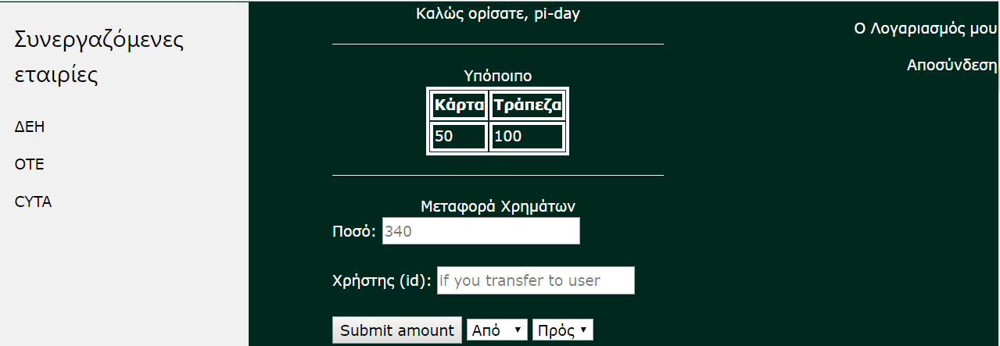 Συνεργαζόμενες
εταιρίες
ΔΕΗ
ΟΤΕ
CYTA
Καλώς ορίσατε, pi-day
Υπόποιπο
Κάρτα Τράπεζα
50 100
Μεταφορά Χρημάτων
Ποσό: 340
Χρήστης (id): if you transfer to user
Submit amount Από Πρός
Ο Λογαριασμός μου
Αποσύνδεση